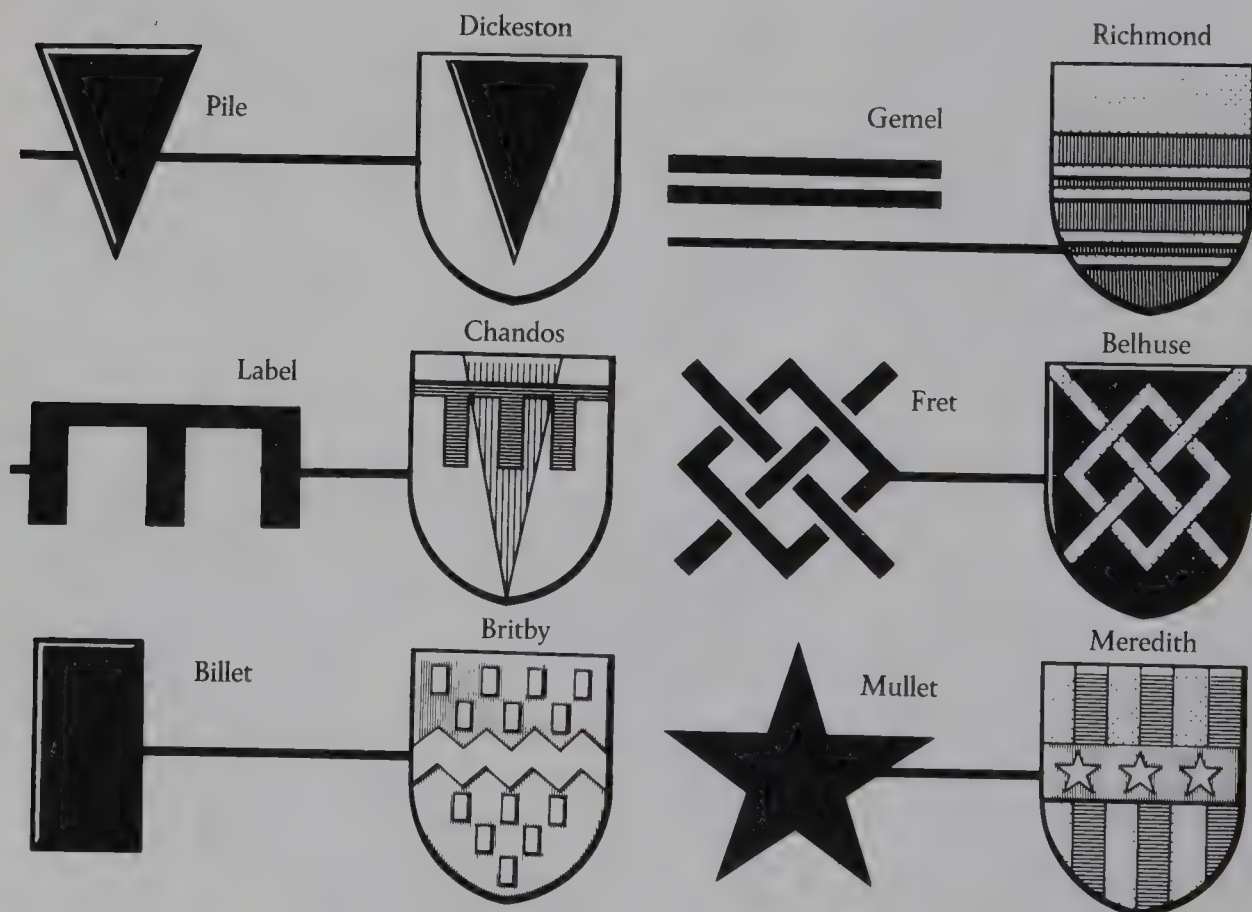 Dickeston
Pile
Richmond
Gemel
Chandos
Label
Belhuse
Fret
Britby
Billet
Meredith
Mullet